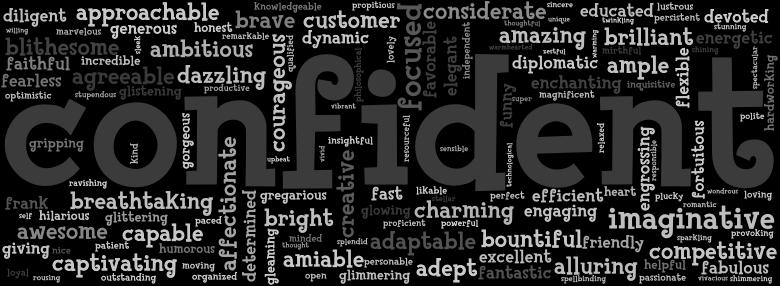 diligent approachable Knowledgeable propitious considerate sincere educated lustrous
willing marvelous generous honest brave customer thoughtful unique twinkling persistent devoted
sleek remarkable qualified dynamic lovely focused favorable elegant independent amazing brilliant stunning energetic
blithesome ambitious courageous philosophical warmhearted zestful warming mirthful shining
faithful incredible dazzling diplomatic ample flexible spectacular hardworking
fearless agreeable productive enchanting inquisitive
optimistic stupendous glistening vibrant funny super magnificent
polite
confident
gripping kind gorgeous upbeat vivid insightful resourceful sensible technological relaxed engrossing responsible fortuitous
ravishing affectionate creative
frank breathtaking determined gregarious fast likable stellar perfect efficient heart plucky wondrous loving
self hilarious glittering paced bright glowing charming engaging romantic imaginative
awesome capable gleaming minded proficient powerful sparkling provoking
giving nice patient humorous thought splendid adaptable bountiful friendly competitive
captivating moving amiable personable excellent alluring helpful fabulous
loyal rousing outstanding organized open glimmering adept fantastic spellbinding passionate vivacious shimmering